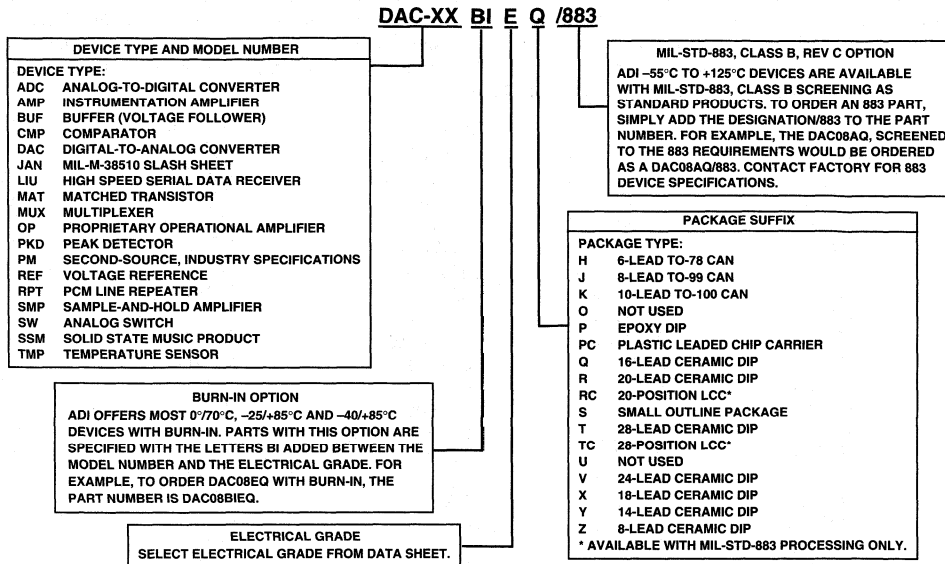 DAC-XX BI E Q /883
DEVICE TYPE AND MODEL NUMBER
DEVICE TYPE:
ADC ANALOG-TO-DIGITAL CONVERTER
AMP INSTRUMENTATION AMPLIFIER
BUF BUFFER (VOLTAGE FOLLOWER)
CMP COMPARATOR
DAC DIGITAL-TO-ANALOG CONVERTER
JAN MIL-M-38510 SLASH SHEET
LIU HIGH SPEED SERIAL DATA RECEIVER
MAT MATCHED TRANSISTOR
MUX MULTIPLEXER
OP PROPRIETARY OPERATIONAL AMPLIFIER
PKD PEAK DETECTOR
PM SECOND-SOURCE, INDUSTRY SPECIFICATIONS
REF VOLTAGE REFERENCE
RPT PCM LINE REPEATER
SMP SAMPLE-AND-HOLD AMPLIFIER
SW ANALOG SWITCH
SSM SOLID STATE MUSIC PRODUCT
TMP TEMPERATURE SENSOR
BURN-IN OPTION
ADI OFFERS MOST 0°/70°C, –25/+85°C AND –40/+85°C
DEVICES WITH BURN-IN. PARTS WITH THIS OPTION ARE
SPECIFIED WITH THE LETTERS BI ADDED BETWEEN THE
MODEL NUMBER AND THE ELECTRICAL GRADE. FOR
EXAMPLE, TO ORDER DAC08EQ WITH BURN-IN, THE
PART NUMBER IS DAC08BIEQ.
ELECTRICAL GRADE
SELECT ELECTRICAL GRADE FROM DATA SHEET.
MIL-STD-883, CLASS B, REV C OPTION
ADI –55°C TO +125°C DEVICES ARE AVAILABLE
WITH MIL-STD-883, CLASS B SCREENING AS
STANDARD PRODUCTS. TO ORDER AN 883 PART,
SIMPLY ADD THE DESIGNATION/883 TO THE PART
NUMBER. FOR EXAMPLE, THE DAC08AQ, SCREENED
TO THE 883 REQUIREMENTS WOULD BE ORDERED
AS A DAC08AQ/883. CONTACT FACTORY FOR 883
DEVICE SPECIFICATIONS.
PACKAGE SUFFIX
PACKAGE TYPE:
H 6-LEAD TO-78 CAN
J 8-LEAD TO-99 CAN
K 10-LEAD TO-100 CAN
O NOT USED
P EPOXY DIP
PC PLASTIC LEADED CHIP CARRIER
Q 16-LEAD CERAMIC DIP
R 20-LEAD CERAMIC DIP
RC 20-POSITION LCC*
S SMALL OUTLINE PACKAGE
T 28-LEAD CERAMIC DIP
TC 28-POSITION LCC*
U NOT USED
V 24-LEAD CERAMIC DIP
X 18-LEAD CERAMIC DIP
Y 14-LEAD CERAMIC DIP
Z 8-LEAD CERAMIC DIP
* AVAILABLE WITH MIL-STD-883 PROCESSING ONLY.